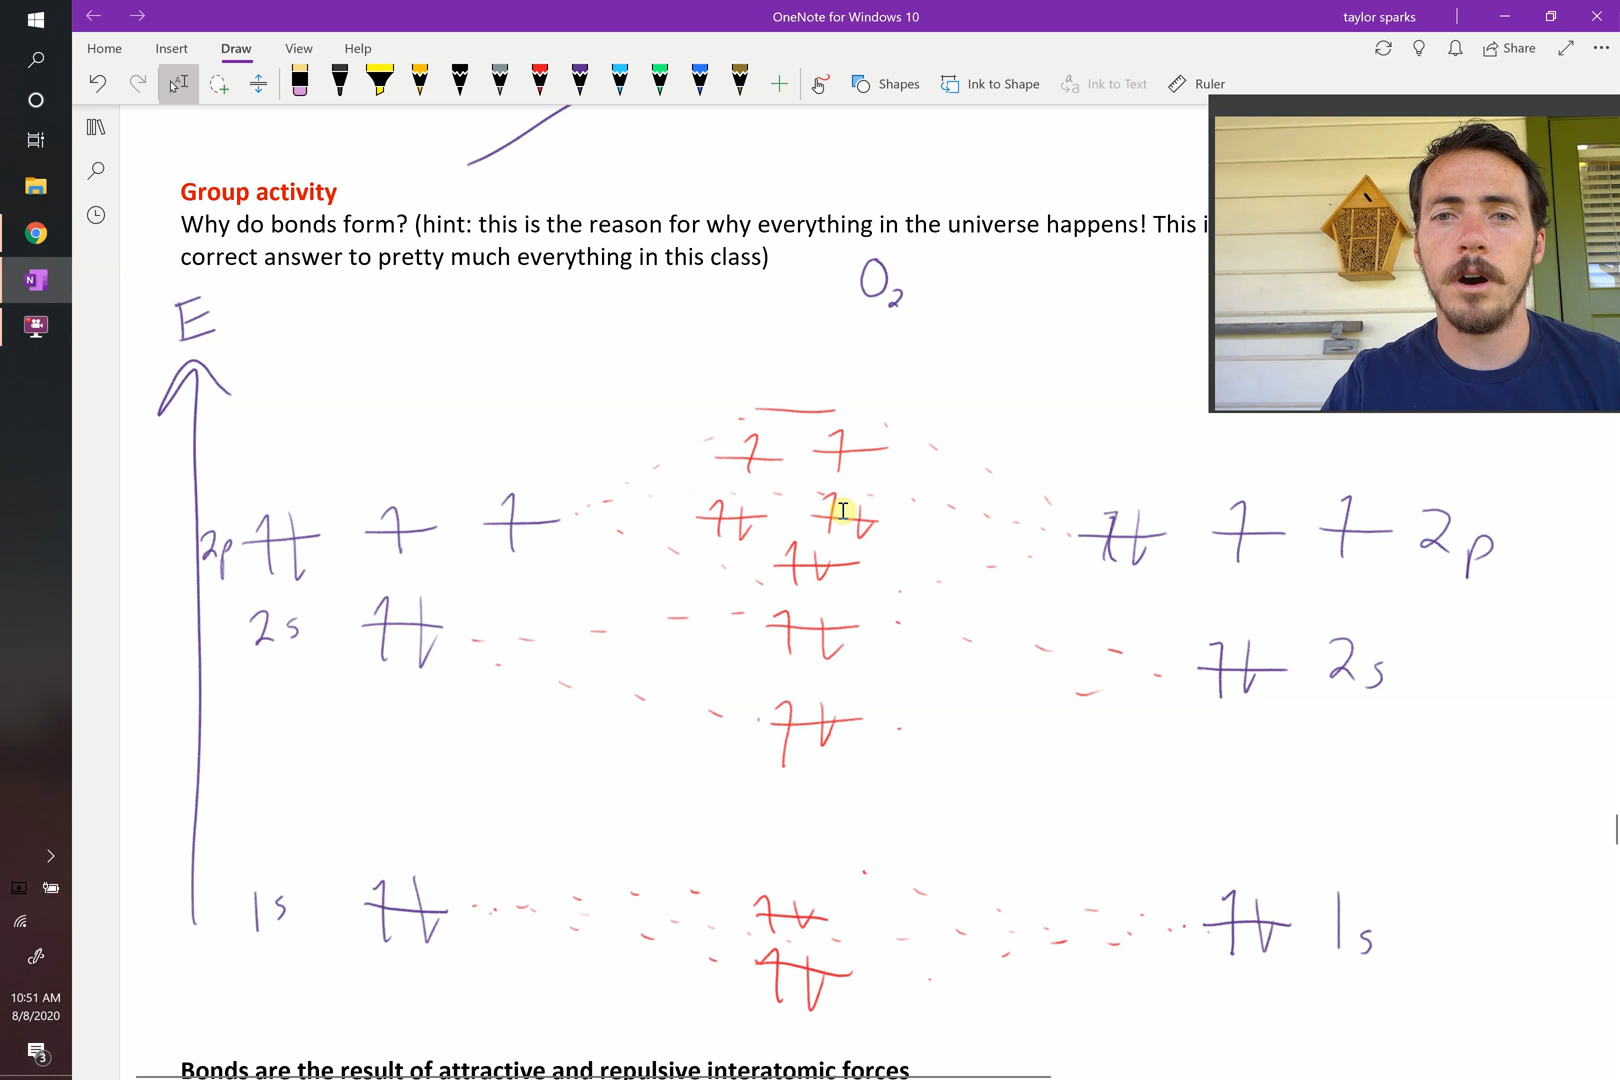 OneNote for Windows 10
taylor sparks
Home Insert Draw View Help
Share
Shapes Ink to Shape Ink to Text Ruler
Group activity
Why do bonds form? (hint: this is the reason for why everything in the universe happens! This i
correct answer to pretty much everything in this class)
O₂
E
2p
2p
2s
2s
1s
1s
10:51 AM
8/8/2020
3
Bonds are the result of attractive and repulsive interatomic forces